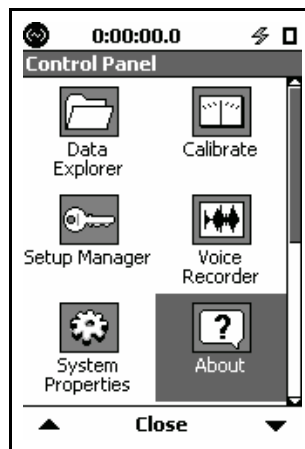 0:00:00.0
Control Panel
Data
Explorer
Calibrate
Setup Manager
Voice
Recorder
System
Properties
?
About
Close